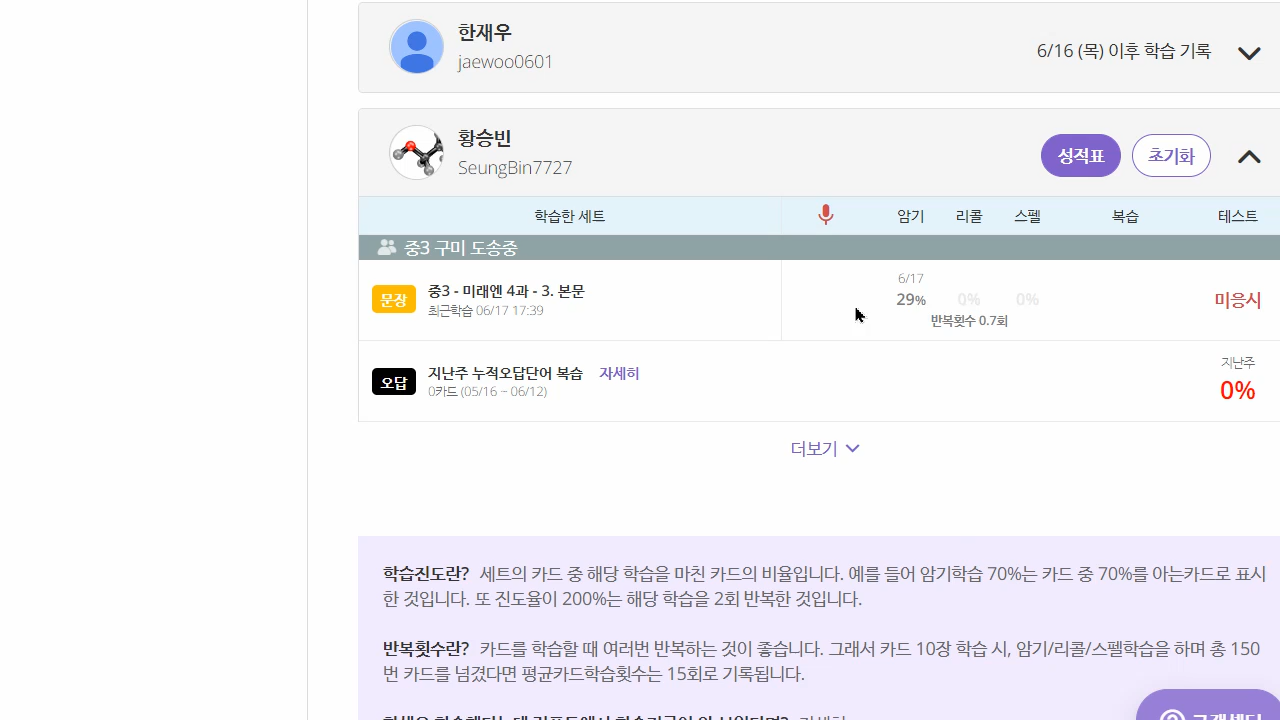 한재우
jaewoo0601
6/16 (목) 이후 학습 기록
황승빈
SeungBin7727
성적표
초기화
학습한 세트 암기 리콜 스펠 복습 테스트
중3 구미 도송중
문장
중3 - 미래엔 4과 - 3. 본문
최근학습 06/17 17:39
6/17
29% 0% 0%
반복횟수 0.7회
미응시
오답
지난주 누적오답단어 복습 자세히
0카드 (05/16 ~ 06/12)
지난주
0%
더보기
학습진도란? 세트의 카드 중 해당 학습을 마친 카드의 비율입니다. 예를 들어 암기학습 70%는 카드 중 70%를 아는카드로 표시
한 것입니다. 또 진도율이 200%는 해당 학습을 2회 반복한 것입니다.
반복횟수란? 카드를 학습할 때 여러번 반복하는 것이 좋습니다. 그래서 카드 10장 학습 시, 암기/리콜/스펠학습을 하며 총 150
번 카드를 넘겼다면 평균카드학습횟수는 15회로 기록됩니다.